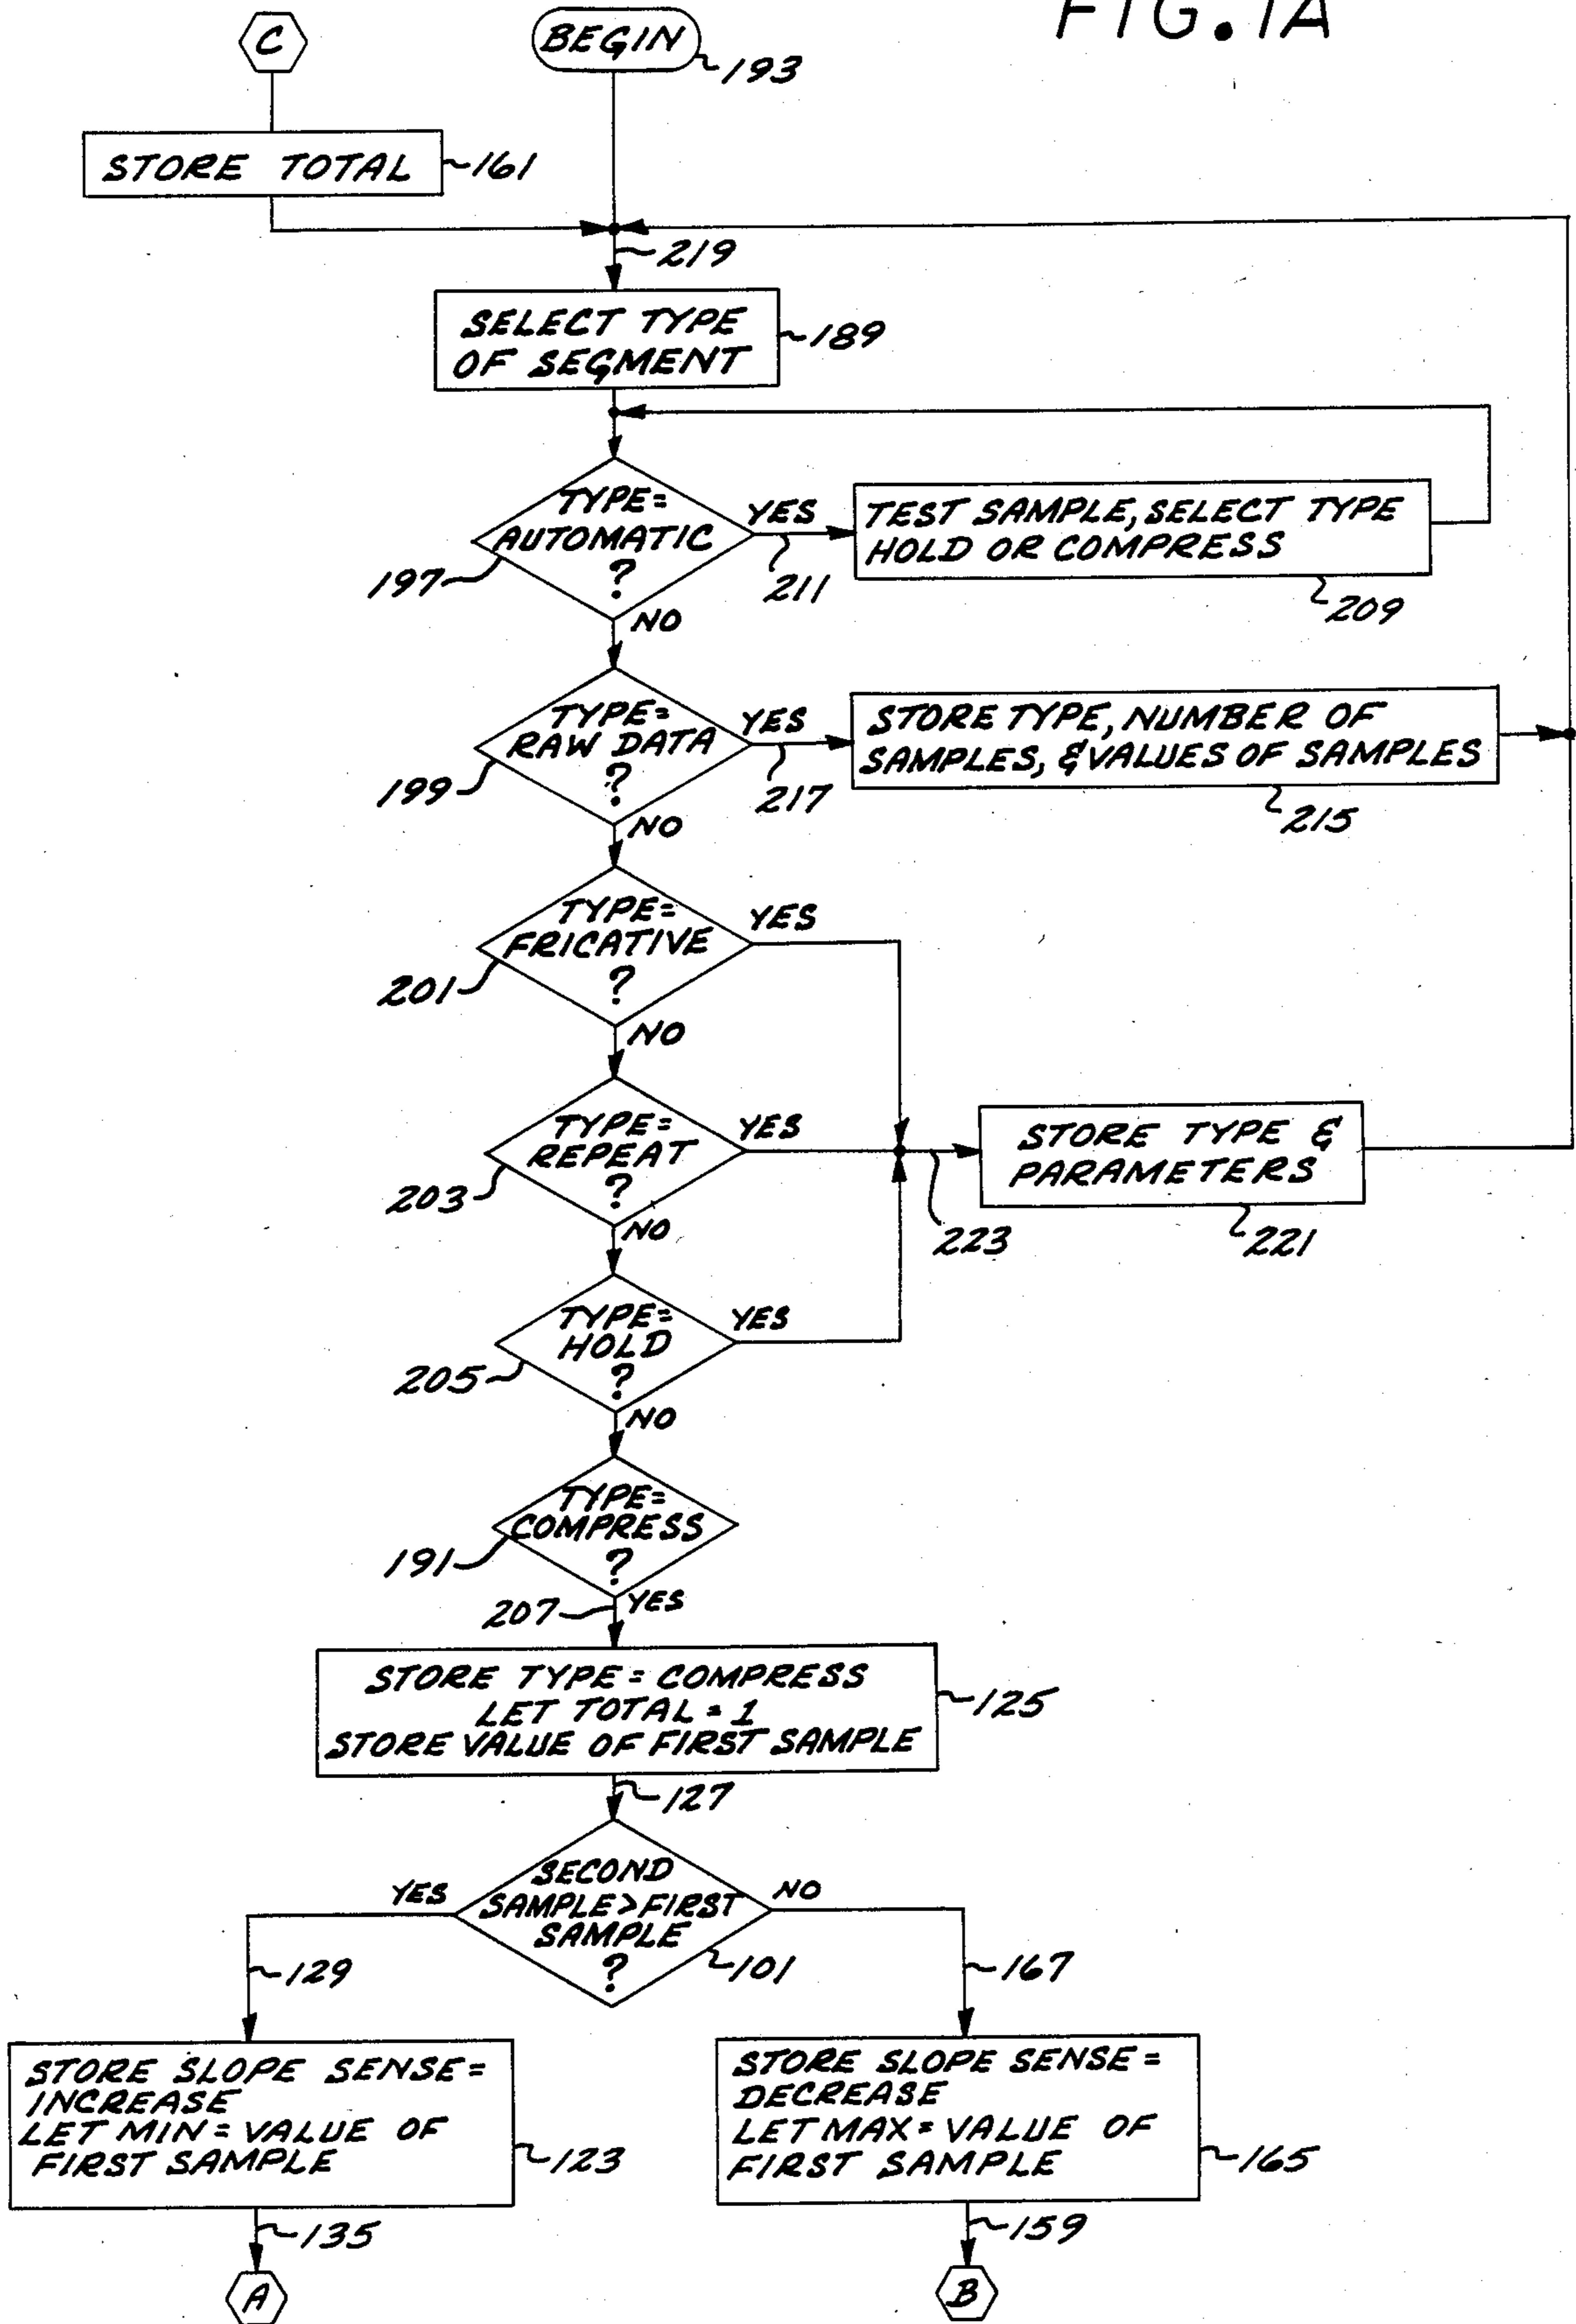 FIG. 1A
C
BEGIN
193
STORE TOTAL
161
219
SELECT TYPE
OF SEGMENT
189
TYPE=
AUTOMATIC
?
197
YES
211
TEST SAMPLE, SELECT TYPE
HOLD OR COMPRESS
209
NO
TYPE=
RAW DATA
?
199
YES
217
STORE TYPE, NUMBER OF
SAMPLES, & VALUES OF SAMPLES
215
NO
TYPE=
FRICATIVE
?
201
YES
NO
TYPE=
REPEAT
?
203
YES
223
STORE TYPE &
PARAMETERS
221
NO
TYPE=
HOLD
?
205
YES
NO
TYPE=
COMPRESS
?
191
207
YES
STORE TYPE = COMPRESS
LET TOTAL = 1
STORE VALUE OF FIRST SAMPLE
125
127
SECOND
SAMPLE > FIRST
SAMPLE
?
101
YES
NO
129
167
STORE SLOPE SENSE =
INCREASE
LET MIN = VALUE OF
FIRST SAMPLE
123
STORE SLOPE SENSE =
DECREASE
LET MAX = VALUE OF
FIRST SAMPLE
165
135
159
A
B